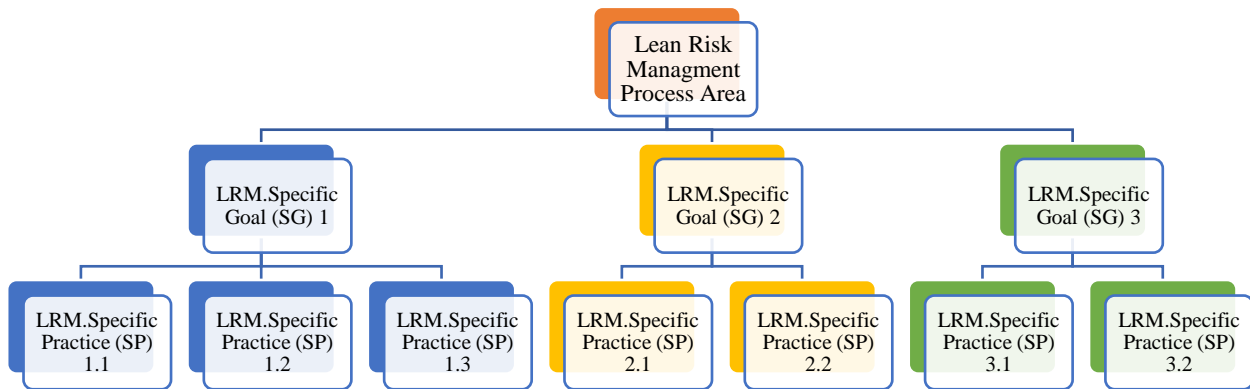 Lean Risk
Managment
Process Area
LRM.Specific
Goal (SG) 1
LRM.Specific
Goal (SG) 2
LRM.Specific
Goal (SG) 3
LRM.Specific
Practice (SP)
1.1
LRM.Specific
Practice (SP)
1.2
LRM.Specific
Practice (SP)
1.3
LRM.Specific
Practice (SP)
2.1
LRM.Specific
Practice (SP)
2.2
LRM.Specific
Practice (SP)
3.1
LRM.Specific
Practice (SP)
3.2